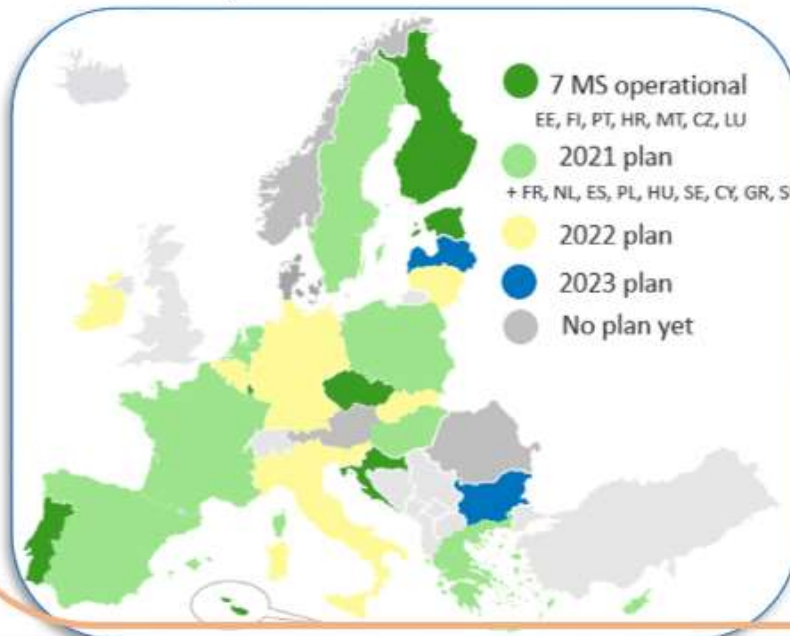 7 MS operational
EE, FI, PT, HR, MT, CZ, LU
2021 plan
+ FR, NL, ES, PL, HU, SE, CY, GR, S
2022 plan
2023 plan
No plan yet